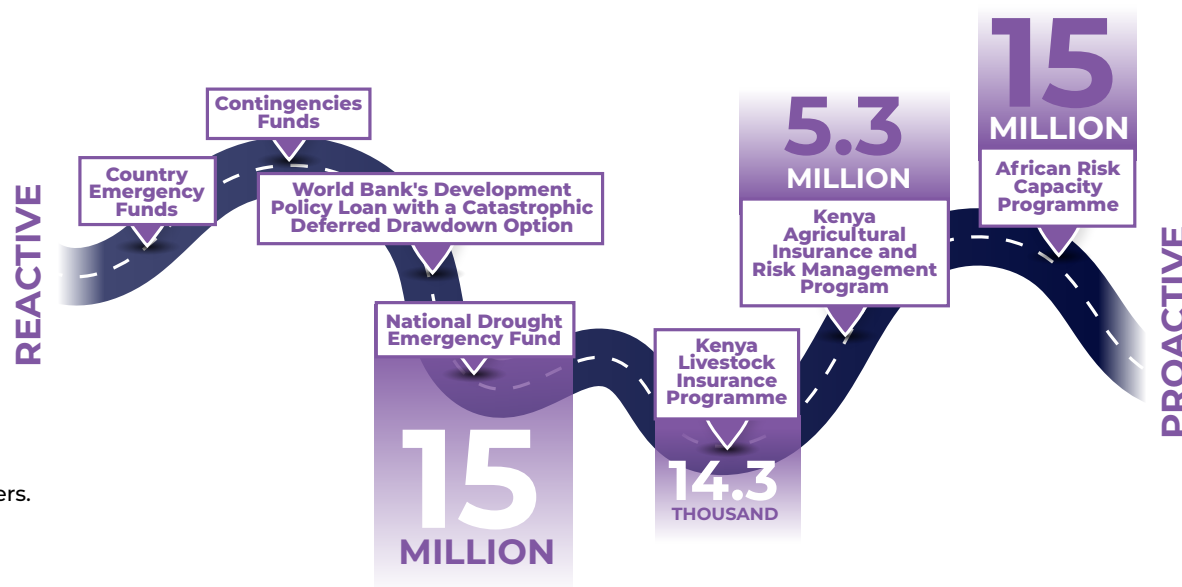 REACTIVE
Country
Emergency
Funds
Contingencies
Funds
World Bank's Development
Policy Loan with a Catastrophic
Deferred Drawdown Option
National Drought
Emergency Fund
15
MILLION
Kenya
Livestock
Insurance
Programme
14.3
THOUSAND
5.3
MILLION
Kenya
Agricultural
Insurance and
Risk Management
Program
15
MILLION
African Risk
Capacity
Programme
PROACTIVE
ers.